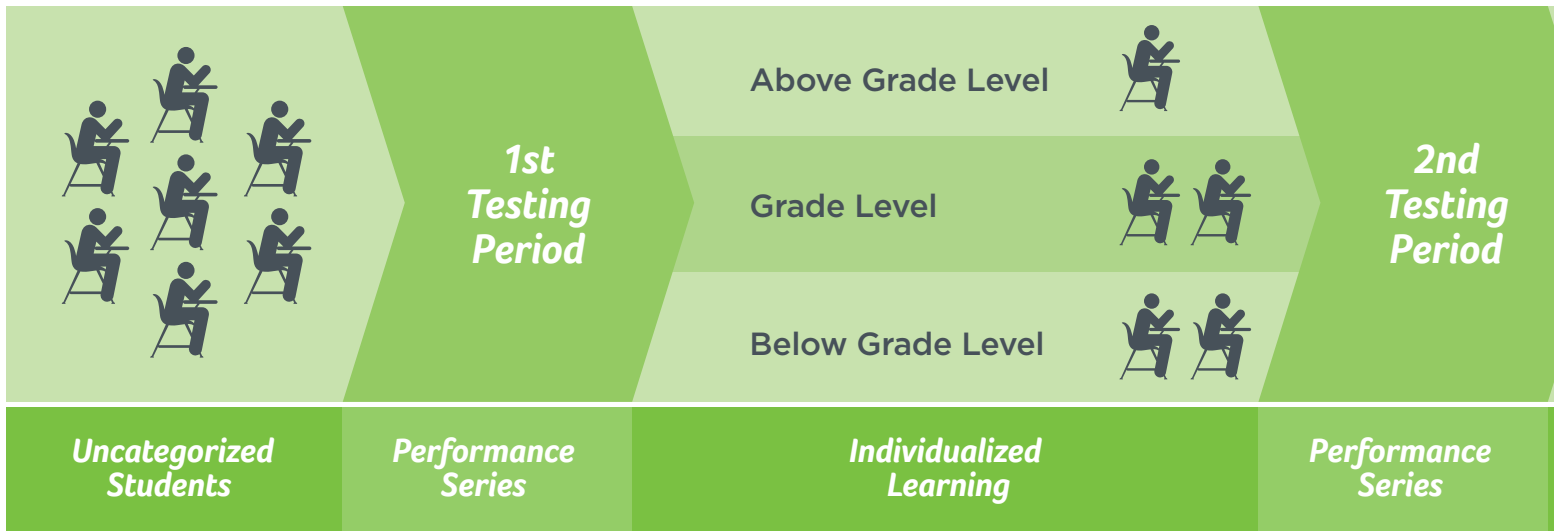 1st
Testing
Period
Above Grade Level
Grade Level
Below Grade Level
2nd
Testing
Period
Uncategorized
Students
Performance
Series
Individualized
Learning
Performance
Series